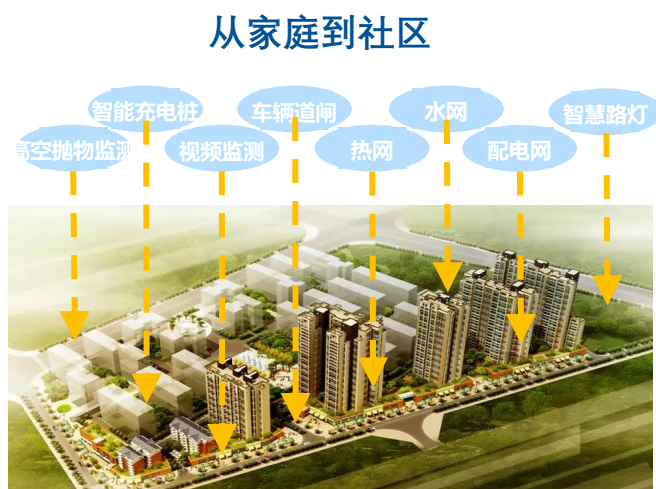 从家庭到社区
智能充电桩
车辆道闸
水网
智慧路灯
高空抛物监测
视频监测
热网
配电网